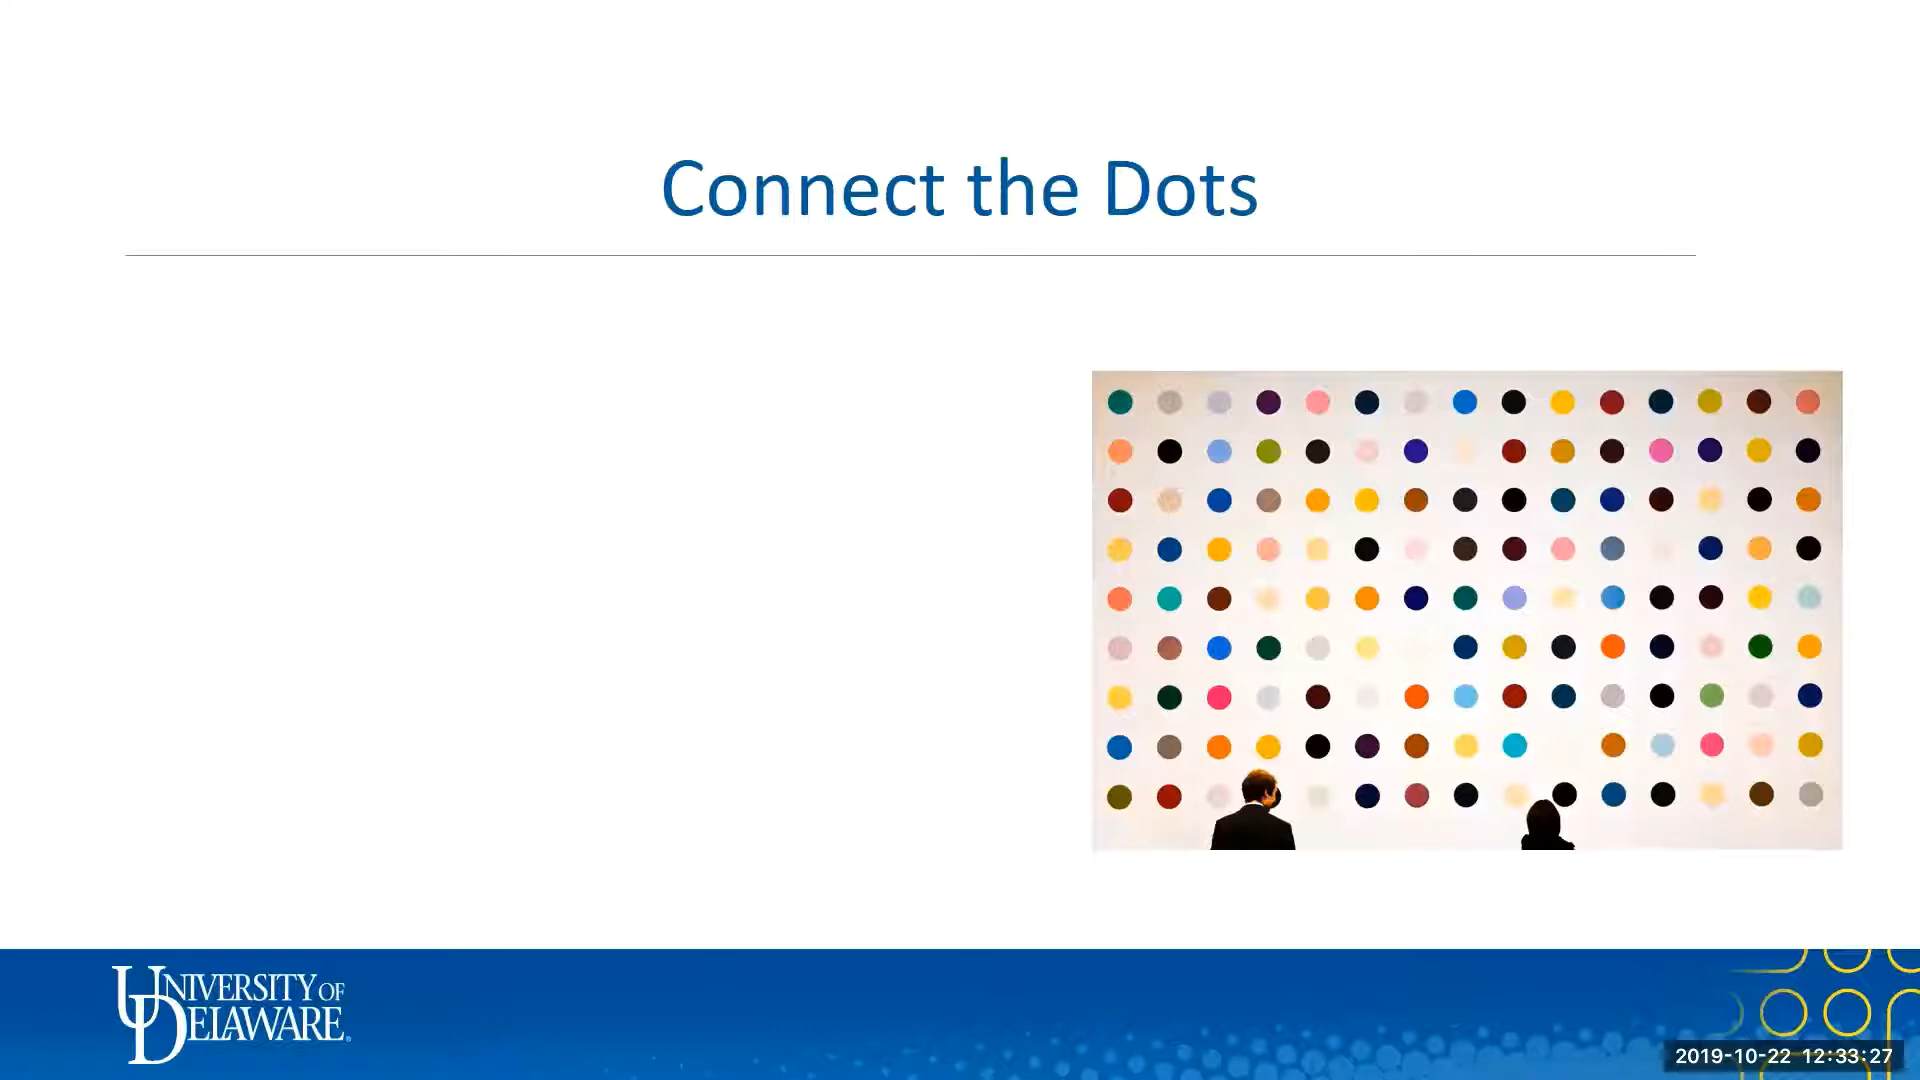 Connect the Dots
UNIVERSITY OF
DELAWARE®
2019-10-22 12:33:27